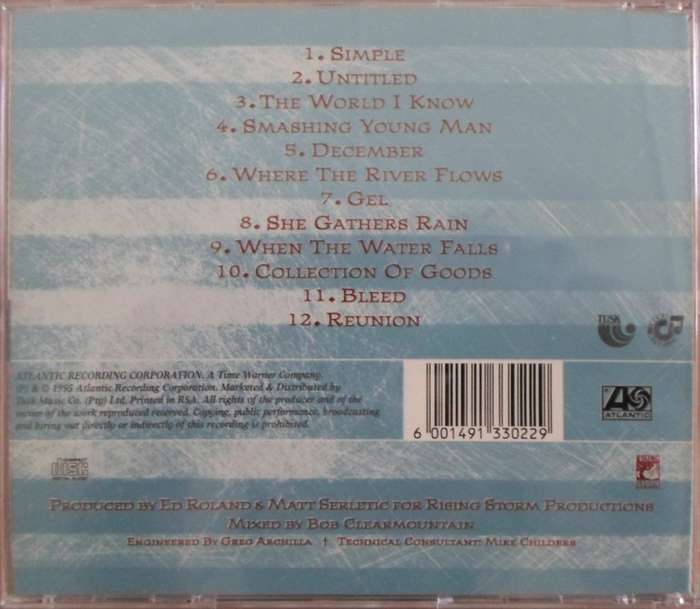 1. Simple
2. Untitled
3. The World I Know
4. Smashing Young Man
5. December
6. Where The River Flows
7. Gel
8. She Gathers Rain
9. When The Water Falls
10. Collection Of Goods
11. Bleed
12. Reunion
TUSK
ATLANTIC RECORDING CORPORATION. A Time Warner Company.
℗ & © 1995 Atlantic Recording Corporation. Marketed & Distributed by
Tusk Music Co. (Pty) Ltd. Printed in RSA. All rights of the producer and of the
owner of the work reproduced reserved. Copying, public performance, broadcasting
and hiring out directly or indirectly of this recording is prohibited.
6 001491 330229
ATLANTIC
COMPACT
disc
DIGITAL AUDIO
Produced by Ed Roland & Matt Serletic for Rising Storm Productions
Mixed by Bob Clearmountain
Engineered By Greg Archilla † Technical Consultant: Mike Childers